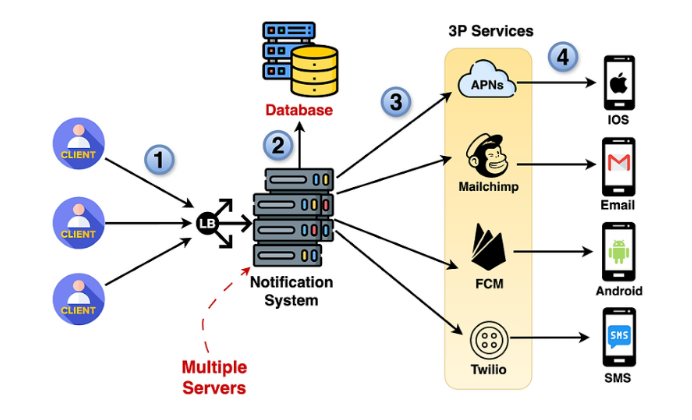 3P Services
4
APNs
IOS
3
Database
1
2
CLIENT
Mailchimp
Email
CLIENT
LB
Notification
System
FCM
Android
CLIENT
SMS
Multiple
Servers
Twilio
SMS